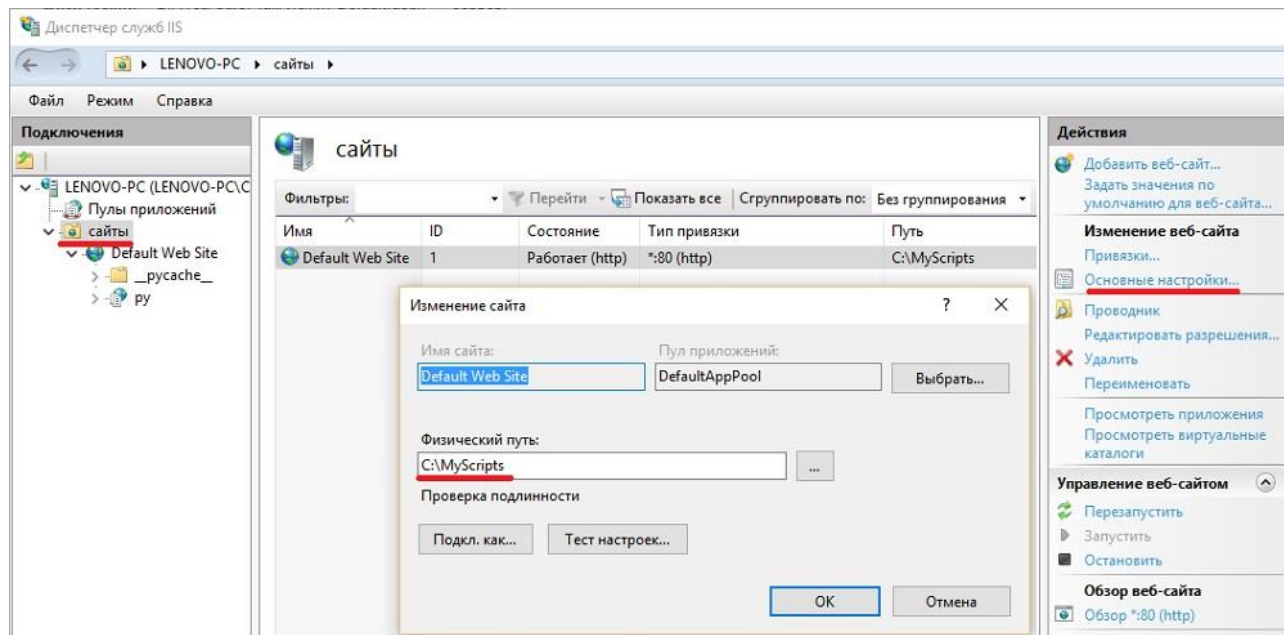 Диспетчер служб IIS
LENOVO-PC сайты
Файл Режим Справка
Подключения
LENOVO-PC (LENOVO-PC\C
Пулы приложений
сайты
Default Web Site
__pycache__
py
сайты
Фильтры: Перейти Показать все Сгруппировать по: Без группирования
Имя ID Состояние Тип привязки Путь
Default Web Site 1 Работает (http) *:80 (http) C:\MyScripts
Изменение сайта ?
Имя сайта: Пул приложений:
Default Web Site DefaultAppPool Выбрать...
Физический путь:
C:\MyScripts ...
Проверка подлинности
Подкл. как... Тест настроек...
OK Отмена
Действия
Добавить веб-сайт...
Задать значения по
умолчанию для веб-сайта...
Изменение веб-сайта
Привязки...
Основные настройки...
Проводник
Редактировать разрешения...
Удалить
Переименовать
Просмотреть приложения
Просмотреть виртуальные
каталоги
Управление веб-сайтом
Перезапустить
Запустить
Остановить
Обзор веб-сайта
Обзор *:80 (http)